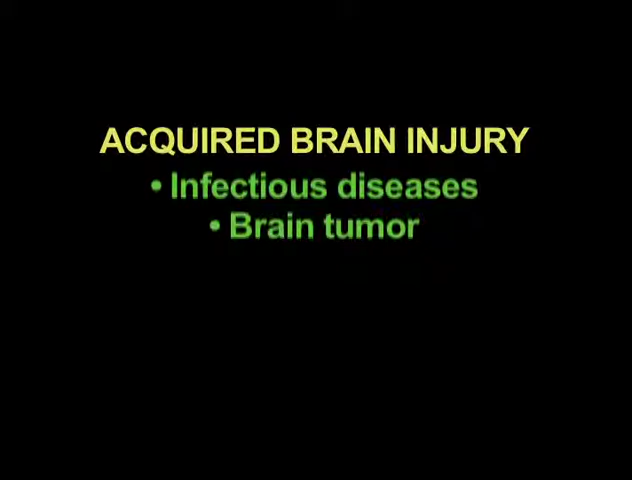 ACQUIRED BRAIN INJURY
• Infectious diseases
• Brain tumor